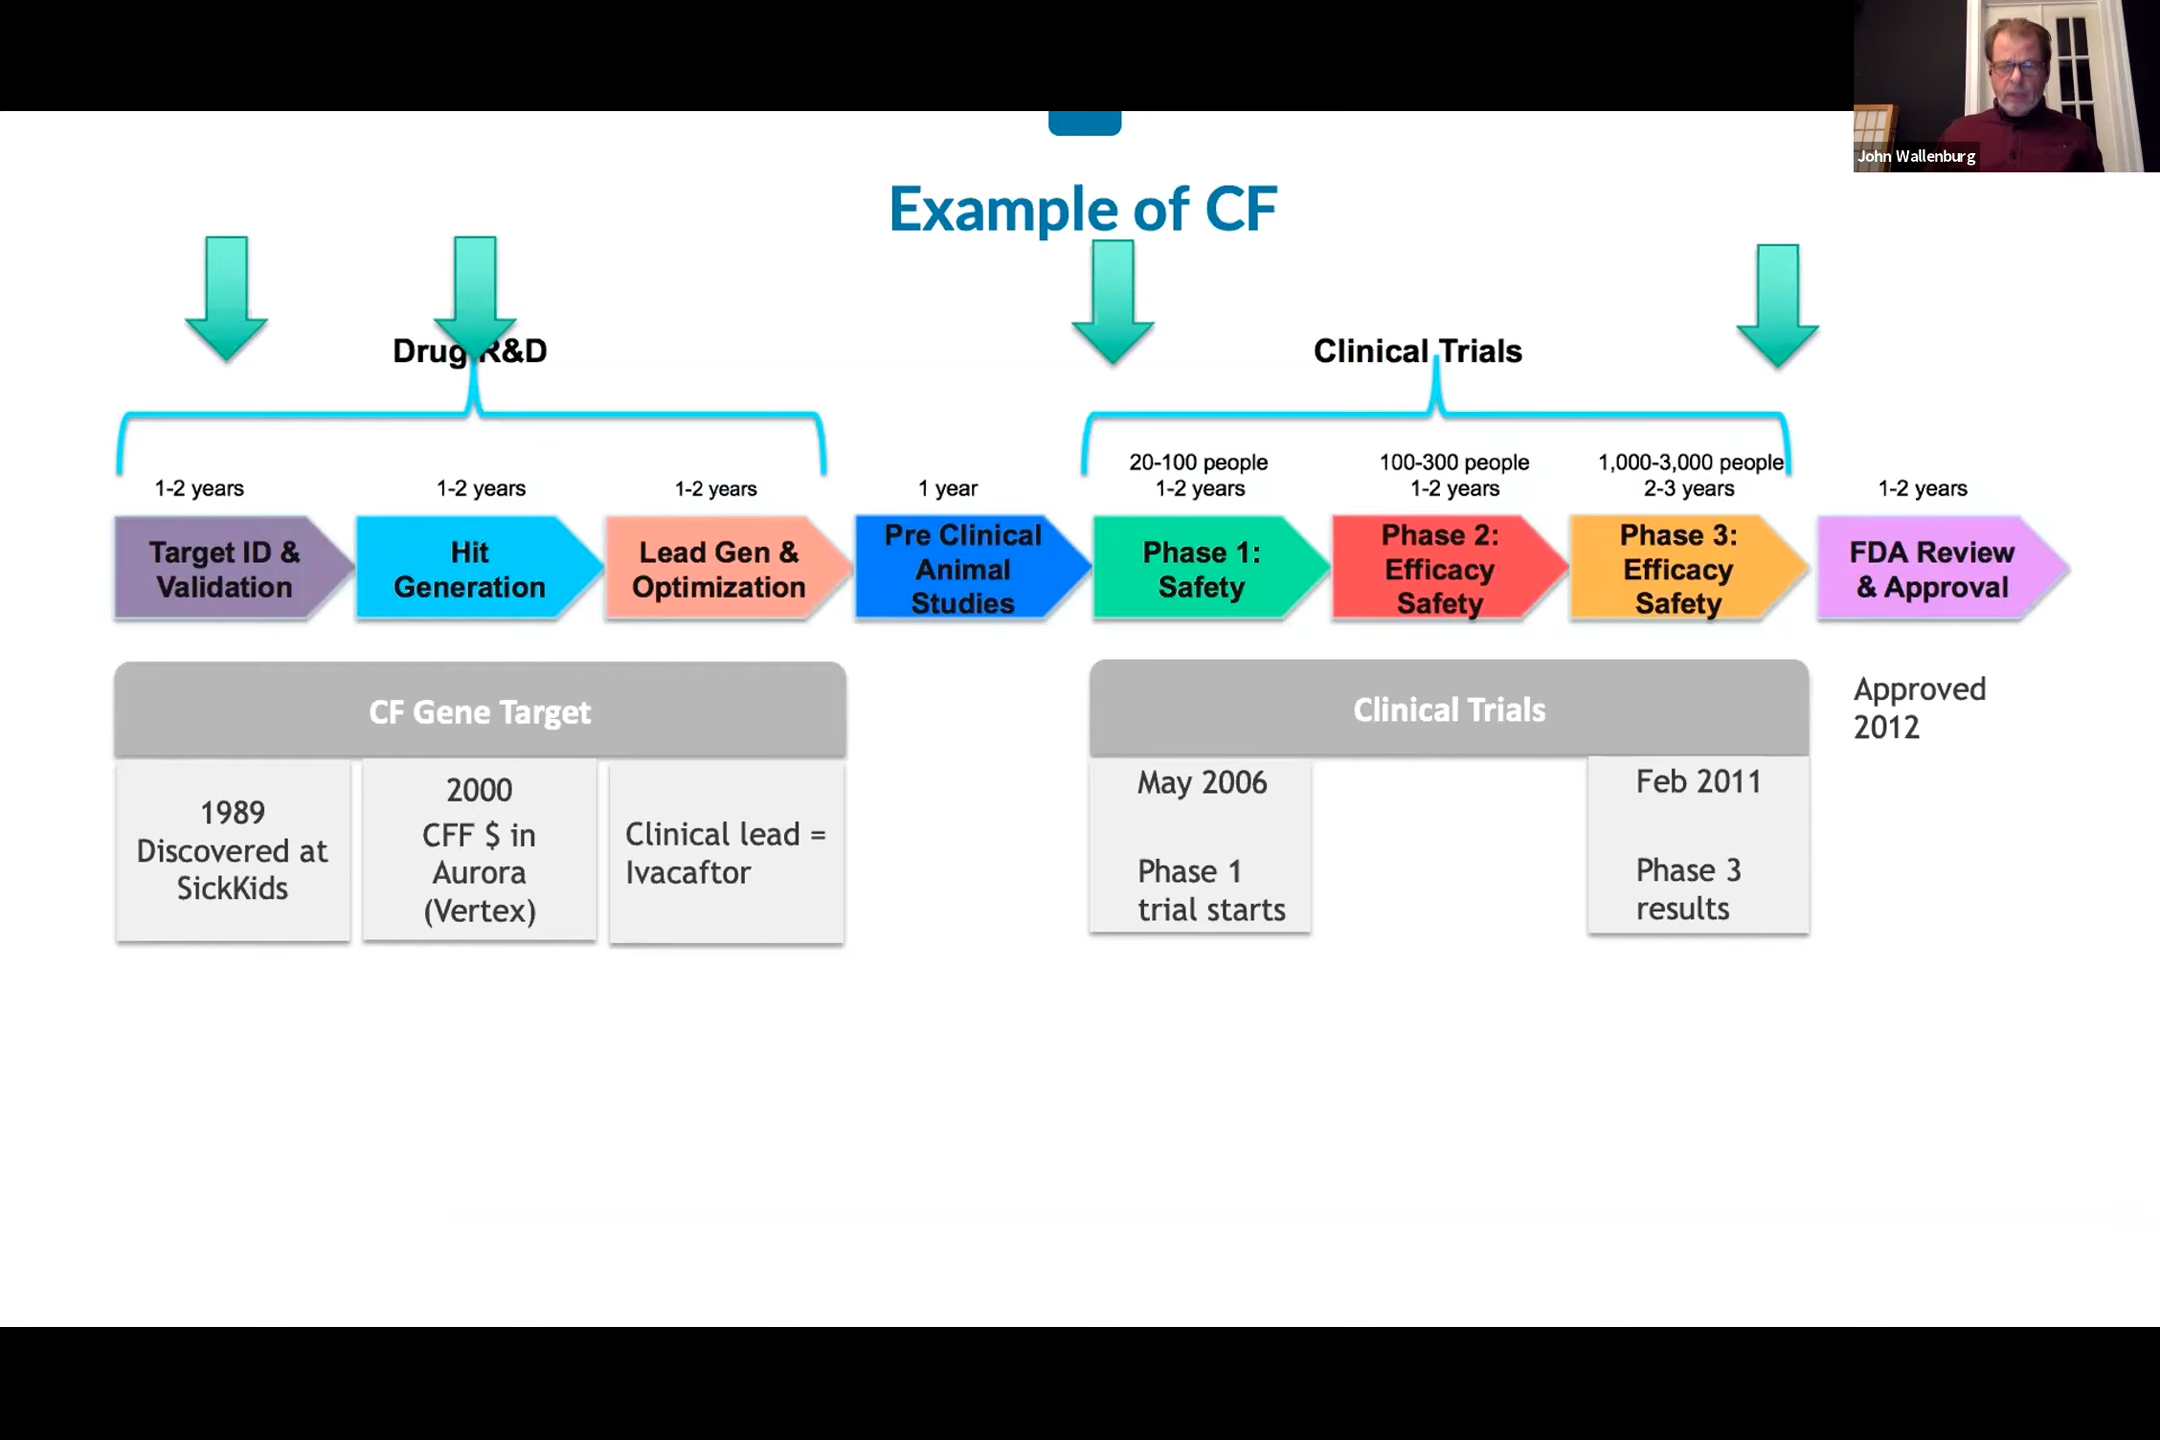 John Wallenburg
Example of CF
Drug R&D
Clinical Trials
1-2 years
1-2 years
1-2 years
1 year
20-100 people
1-2 years
100-300 people
1-2 years
1,000-3,000 people
2-3 years
1-2 years
Target ID &
Validation
Hit
Generation
Lead Gen &
Optimization
Pre Clinical
Animal
Studies
Phase 1:
Safety
Phase 2:
Efficacy
Safety
Phase 3:
Efficacy
Safety
FDA Review
& Approval
CF Gene Target
1989
Discovered at
SickKids
2000
CFF $ in
Aurora
(Vertex)
Clinical lead =
Ivacaftor
Clinical Trials
May 2006
Phase 1
trial starts
Feb 2011
Phase 3
results
Approved
2012